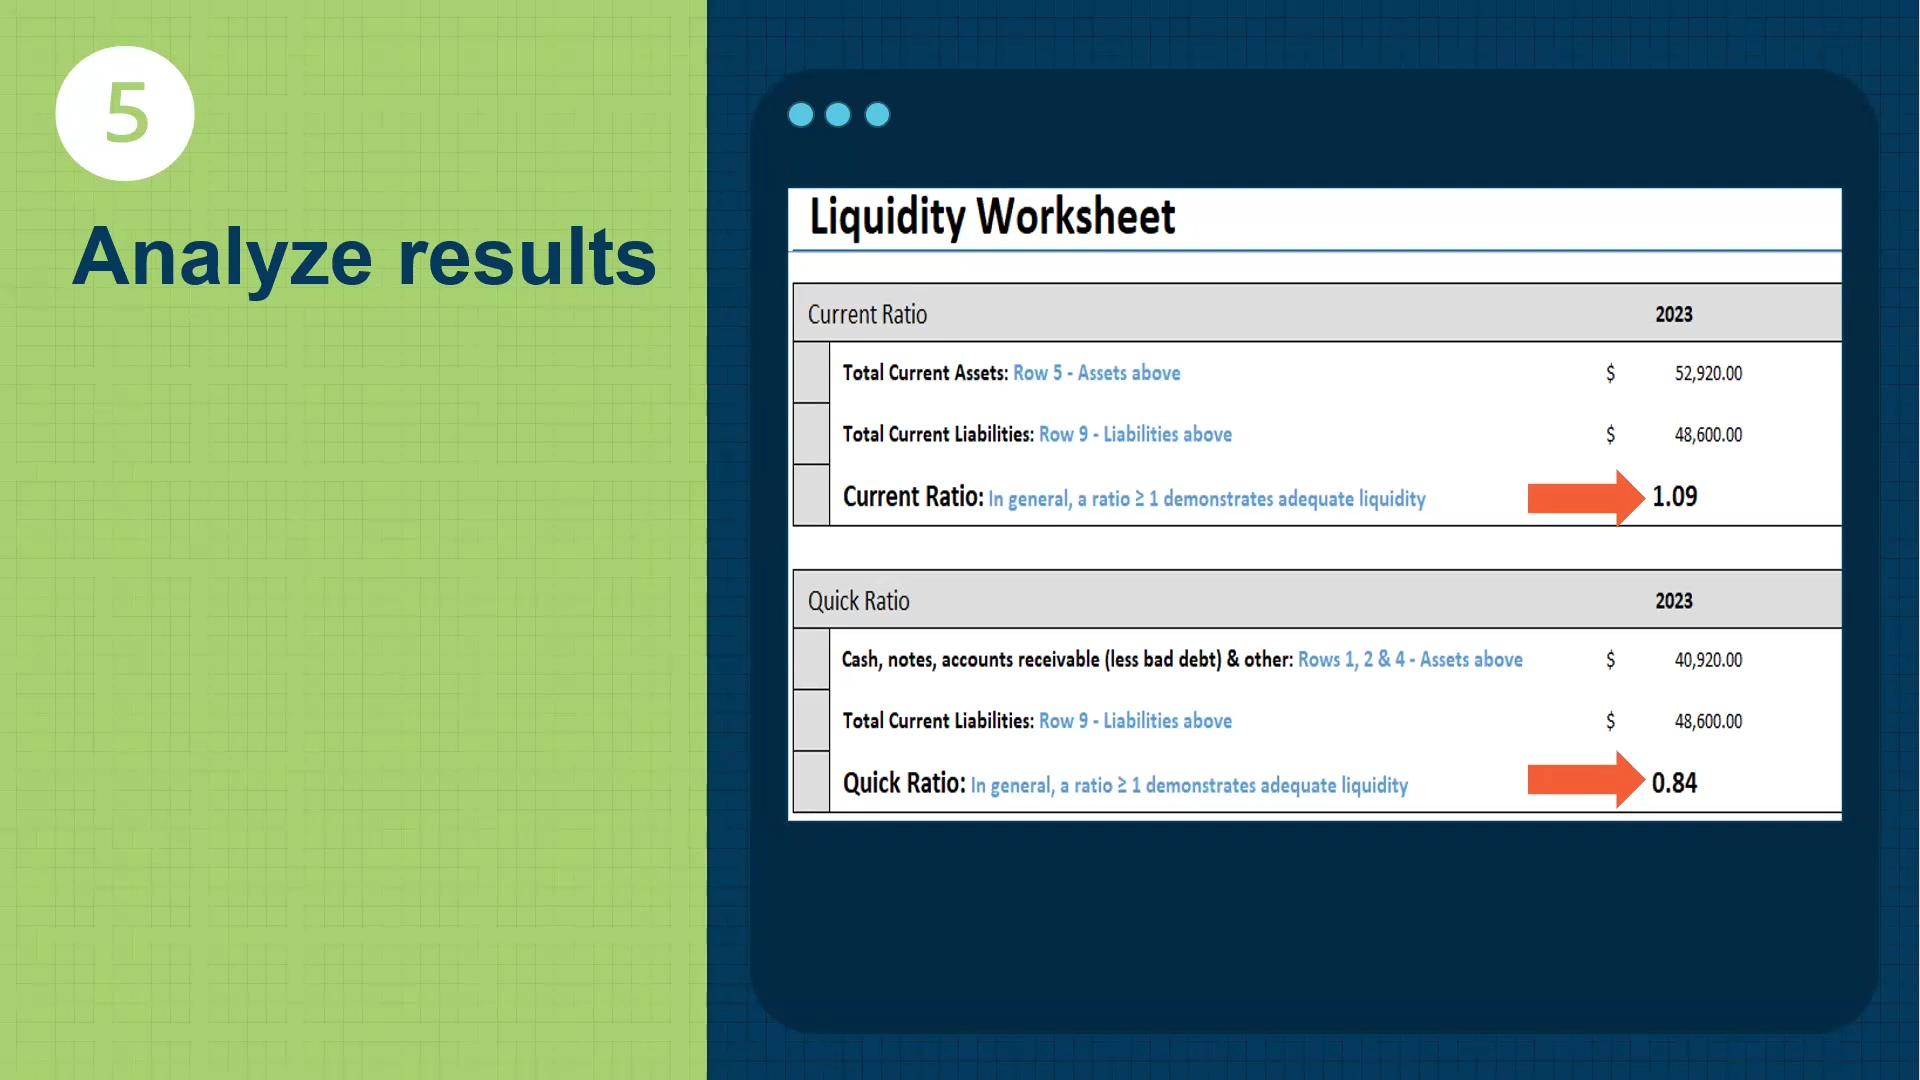 5
Analyze results
Liquidity Worksheet
Current Ratio 2023
Total Current Assets: Row 5 - Assets above $ 52,920.00
Total Current Liabilities: Row 9 - Liabilities above $ 48,600.00
Current Ratio: In general, a ratio ≥ 1 demonstrates adequate liquidity 1.09
Quick Ratio 2023
Cash, notes, accounts receivable (less bad debt) & other: Rows 1, 2 & 4 - Assets above $ 40,920.00
Total Current Liabilities: Row 9 - Liabilities above $ 48,600.00
Quick Ratio: In general, a ratio ≥ 1 demonstrates adequate liquidity 0.84